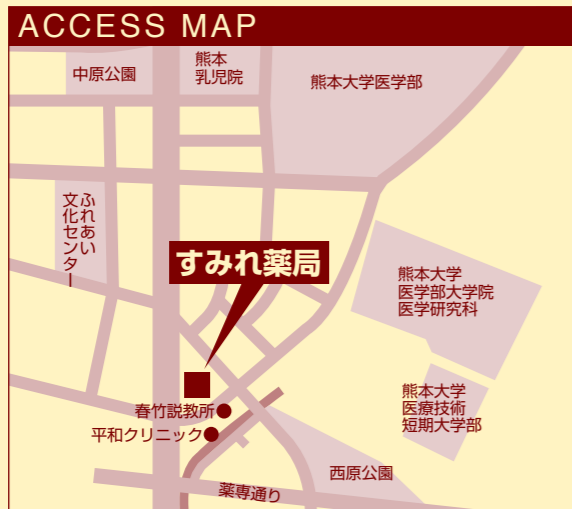 ACCESS MAP
中原公園
熊本
乳児院
熊本大学医学部
ふれあい
文化センター
すみれ薬局
熊本大学
医学部大学院
医学研究科
熊本大学
医療技術
短期大学部
春竹説教所
平和クリニック
西原公園
薬専通り